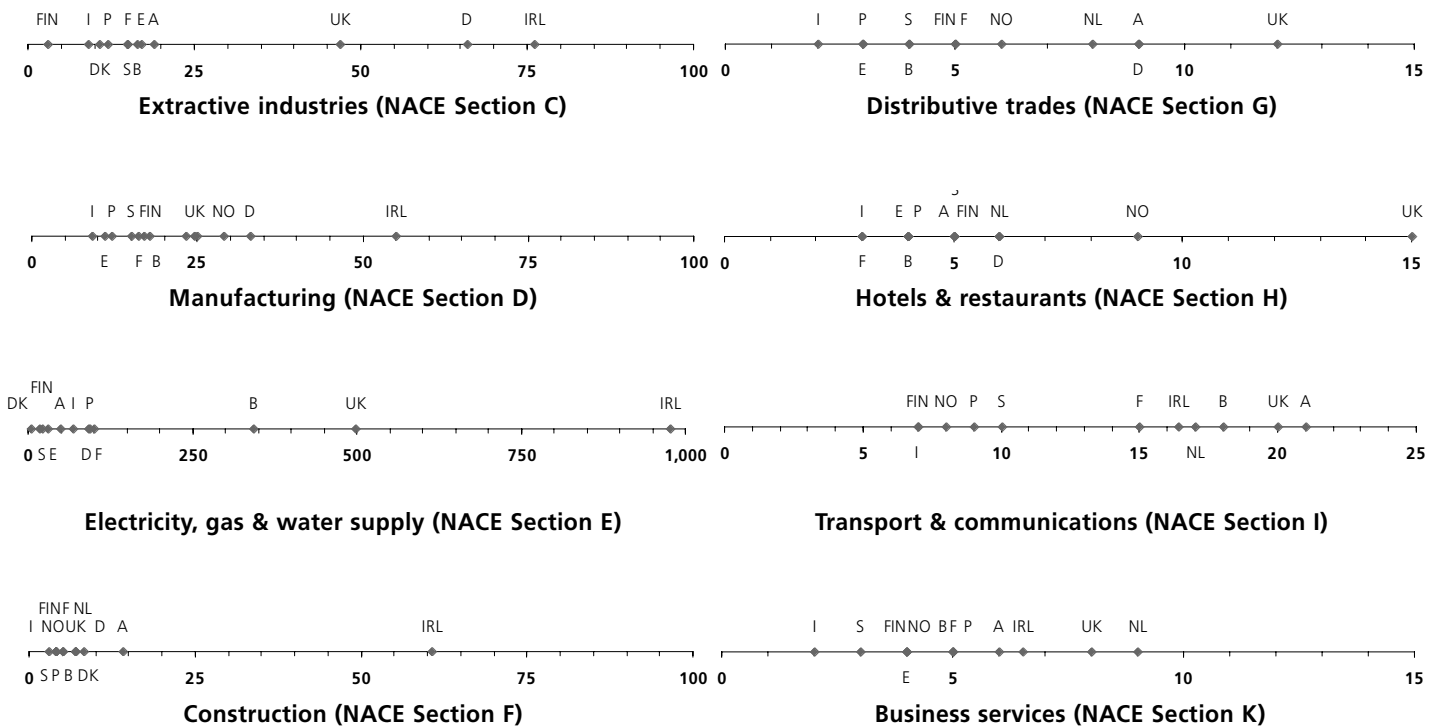 FIN I P F E A UK D IRL
0 25 50 75 100
DK S B
Extractive industries (NACE Section C)
I P S FIN F NO NL A UK
0 5 10 15
E B D
Distributive trades (NACE Section G)
I P S FIN UK NO D IRL
0 25 50 75 100
E F B
Manufacturing (NACE Section D)
I E P A FIN NL NO UK
0 5 10 15
F B D
Hotels & restaurants (NACE Section H)
FIN
DK A I P B UK IRL
0 250 500 750 1,000
S E D F
Electricity, gas & water supply (NACE Section E)
FIN NO P S F IRL B UK A
0 5 10 15 20 25
I NL
Transport & communications (NACE Section I)
FIN F NL
I NO UK D A IRL
0 25 50 75 100
S P B DK
Construction (NACE Section F)
I S FIN NO B F P A IRL UK NL
0 5 10 15
E
Business services (NACE Section K)